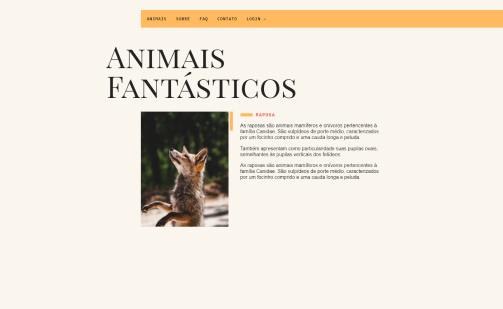 ANIMAIS SOBRE FAQ CONTATO LOGIN
ANIMAIS
FANTÁSTICOS
RAPOSA
As raposas são animais mamíferos e onívoros pertencentes à
família Canidae. São vulpídeos de porte médio, caracterizados
por um focinho comprido e uma cauda longa e peluda.
Também apresentam como particularidade suas pupilas ovais,
semelhantes às pupilas verticais dos felídeos.
As raposas são animais mamíferos e onívoros pertencentes à
família Canidae. São vulpídeos de porte médio, caracterizados
por um focinho comprido e uma cauda longa e peluda.